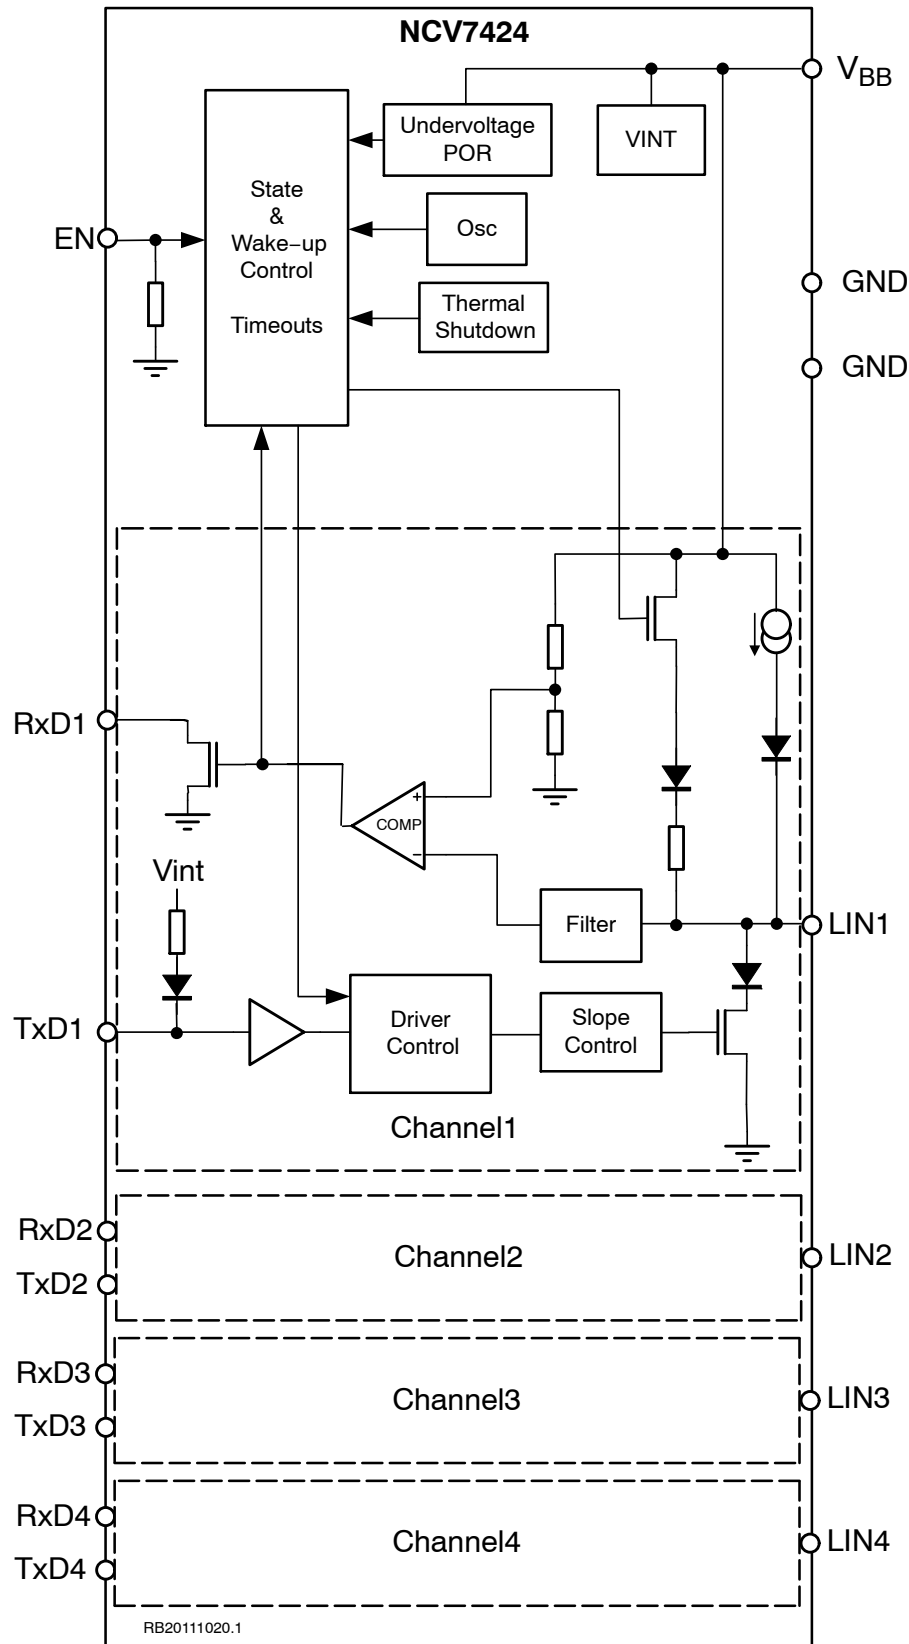 NCV7424
VBB
Undervoltage
POR
VINT
State
&
Wake−up
Control
Timeouts
Osc
EN
Thermal
Shutdown
GND
GND
RxD1
+
COMP
−
Vint
Filter
LIN1
TxD1
Driver
Control
Slope
Control
Channel1
RxD2
TxD2
Channel2
LIN2
RxD3
TxD3
Channel3
LIN3
RxD4
TxD4
Channel4
LIN4
RB20111020.1